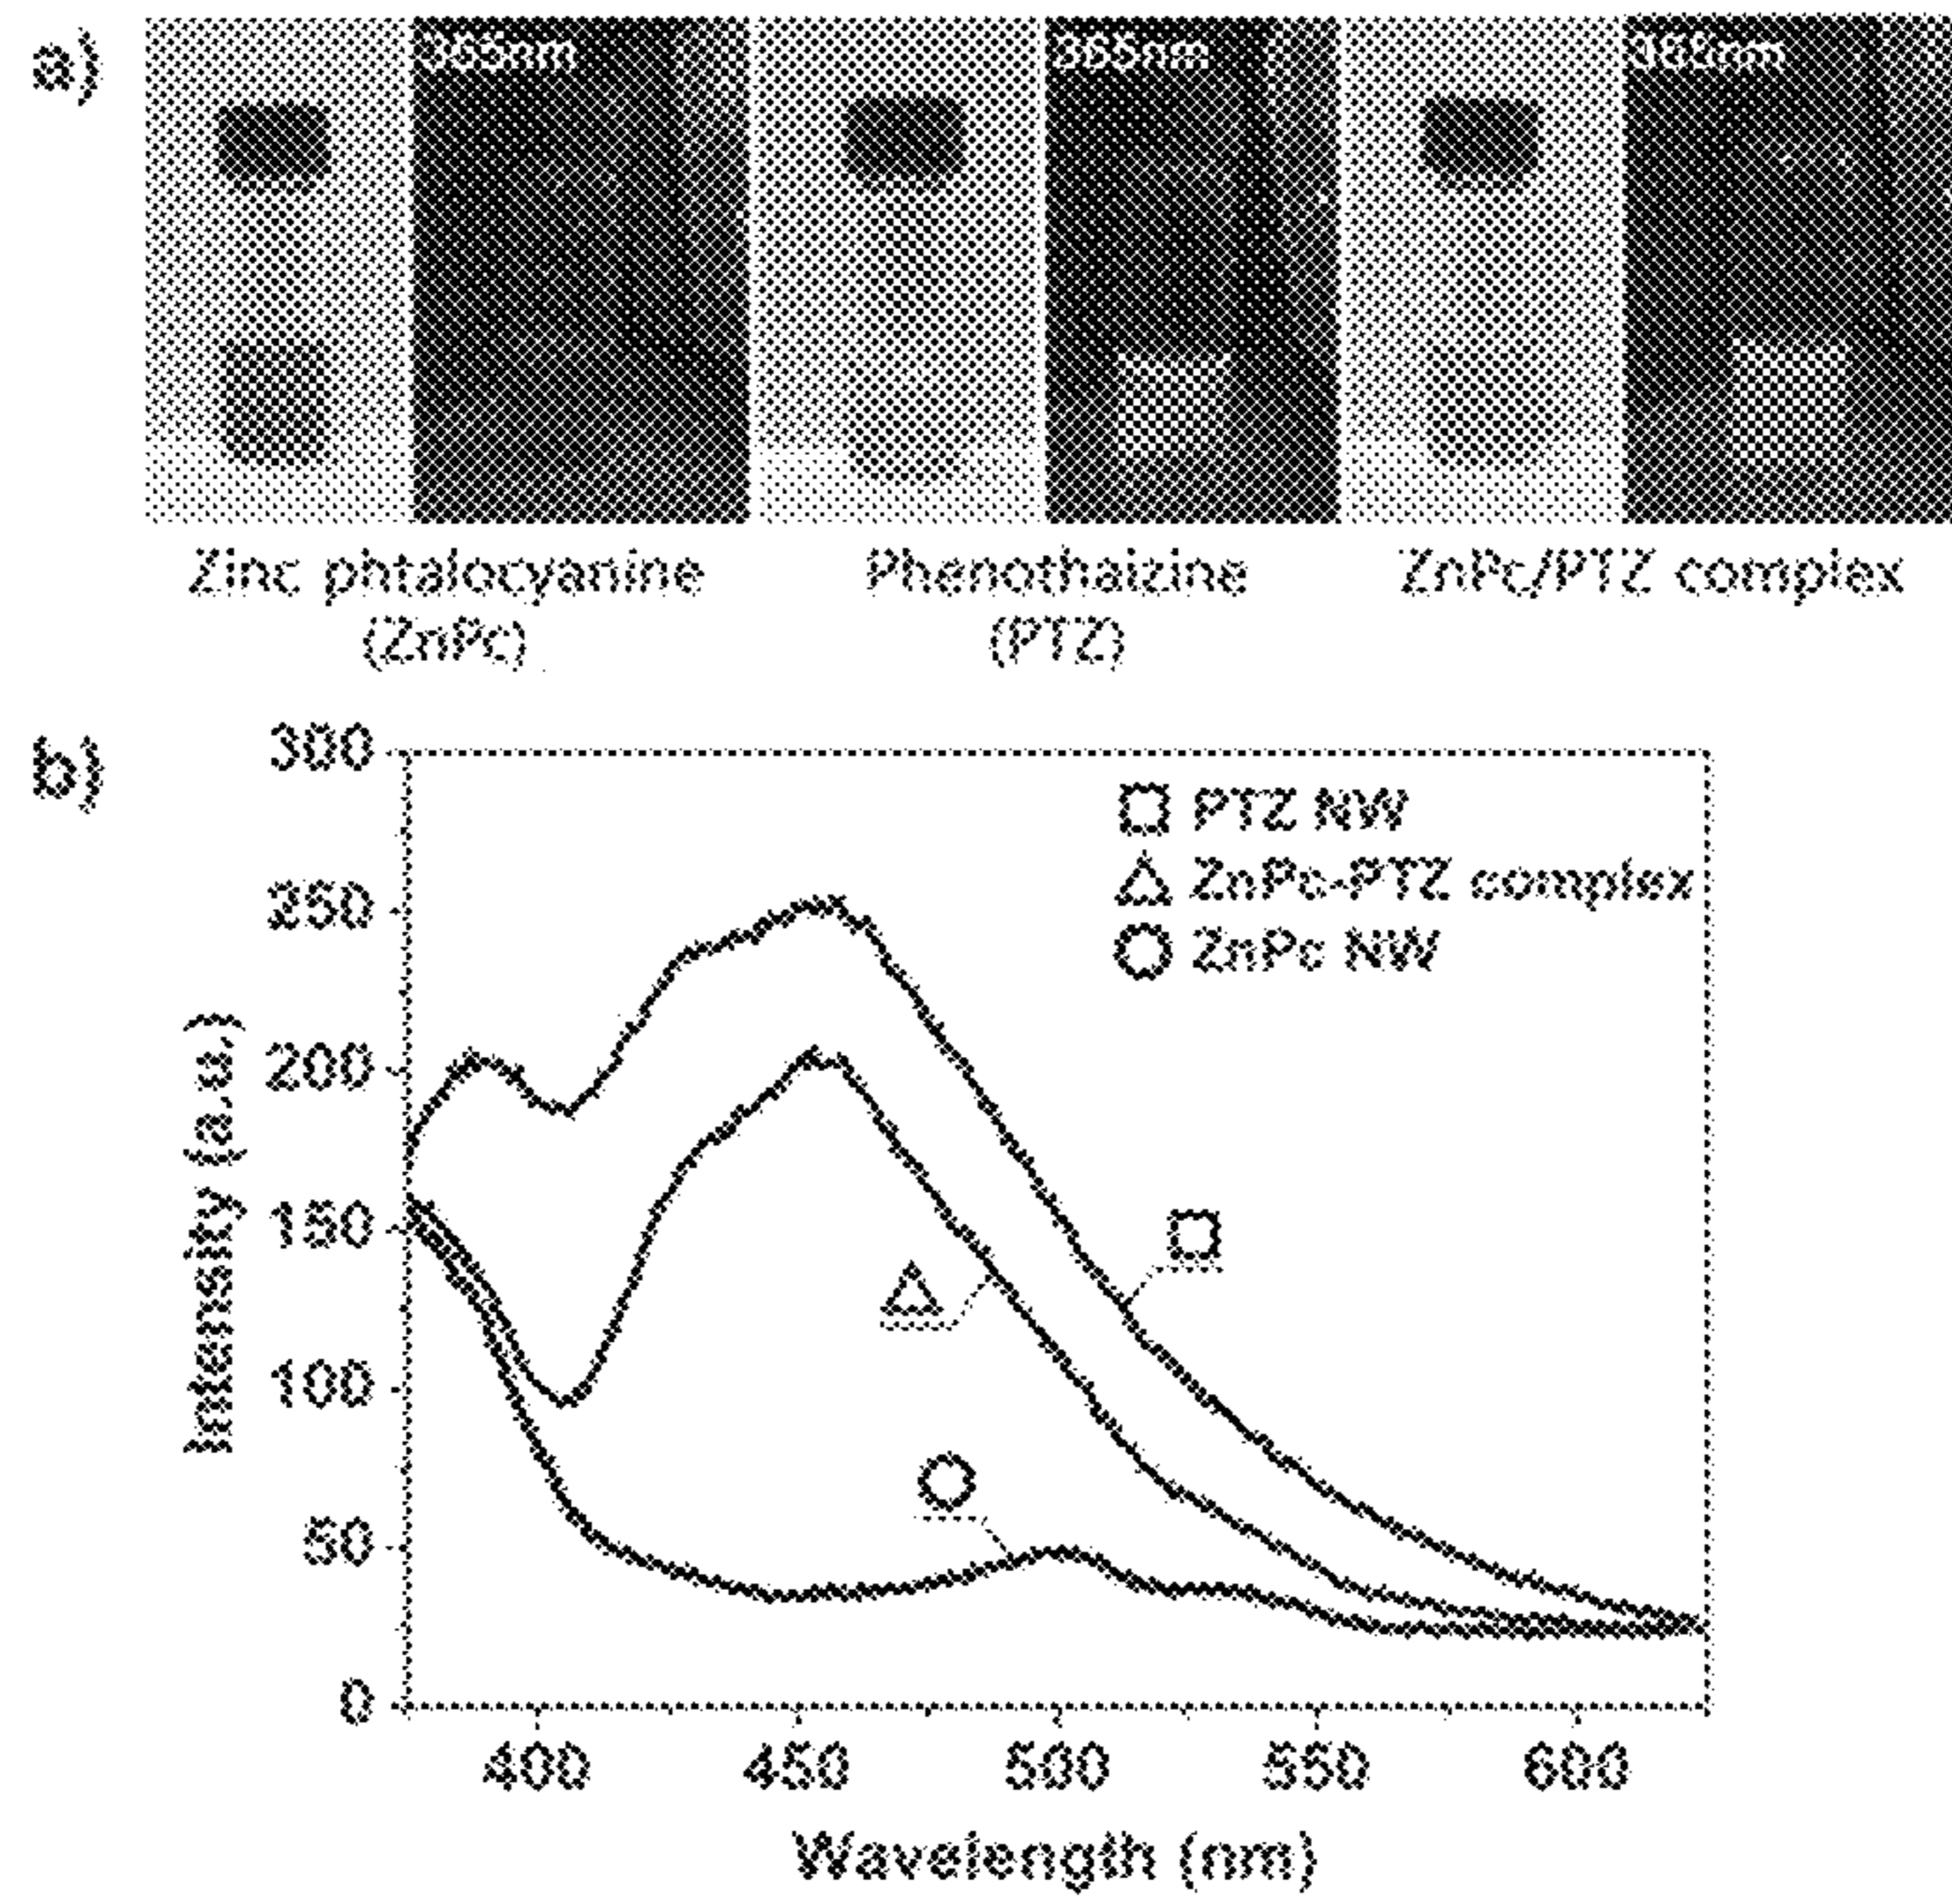 a)
365nm
365nm
365nm
Zinc phtalocyanine
(ZnPc)
Phenothaizine
(PTZ)
ZnPc/PTZ complex
b)
300
250
200
150
100
50
0
Intensity (a.u.)
PTZ NW
ZnPc-PTZ complex
ZnPc NW
400
450
500
550
600
Wavelength (nm)